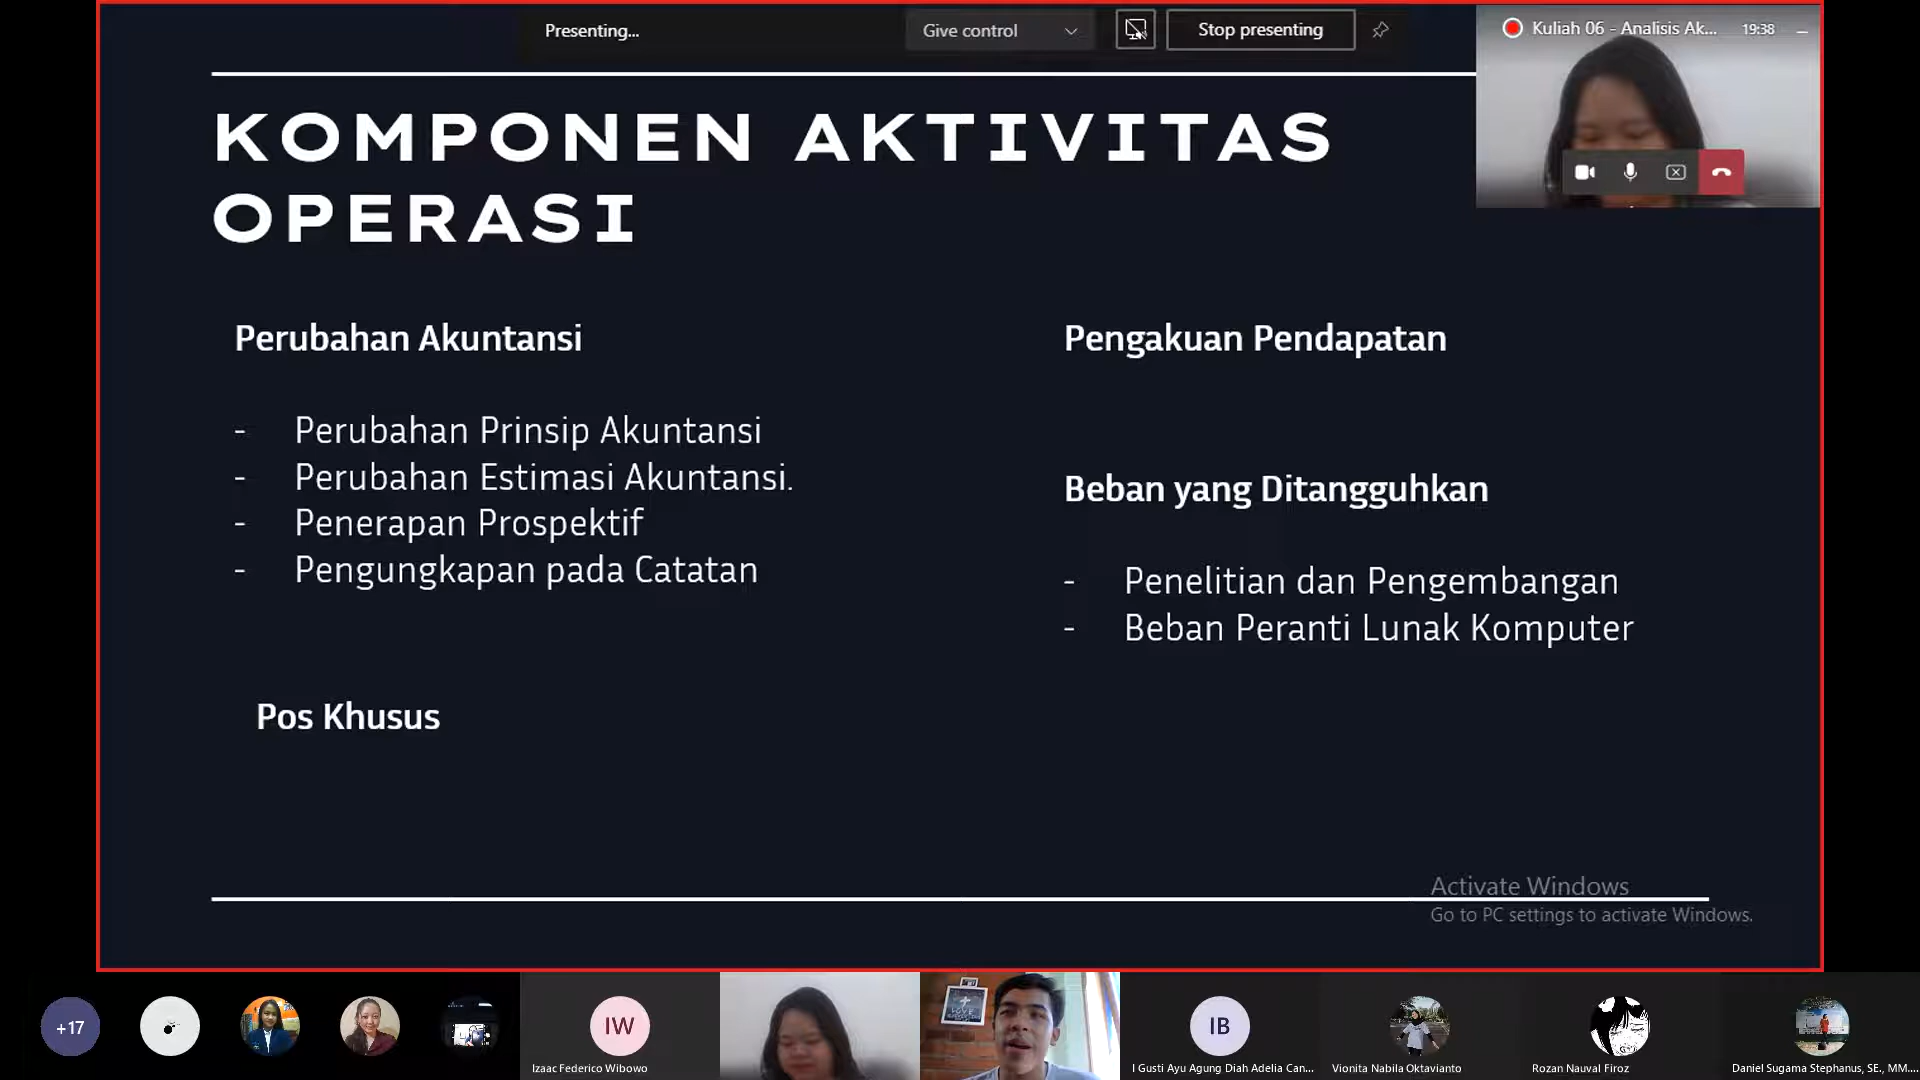 Presenting...
Give control
Stop presenting
Kuliah 06 - Analisis Ak...
19:38
KOMPONEN AKTIVITAS
OPERASI
Perubahan Akuntansi
- Perubahan Prinsip Akuntansi
- Perubahan Estimasi Akuntansi.
- Penerapan Prospektif
- Pengungkapan pada Catatan
Pos Khusus
Pengakuan Pendapatan
Beban yang Ditangguhkan
- Penelitian dan Pengembangan
- Beban Peranti Lunak Komputer
Activate Windows
Go to PC settings to activate Windows.
+17
IW
Izaac Federico Wibowo
LOVE
IB
I Gusti Ayu Agung Diah Adelia Can...
Vionita Nabila Oktavianto
Rozan Nauval Firoz
Daniel Sugama Stephanus, SE., MM....